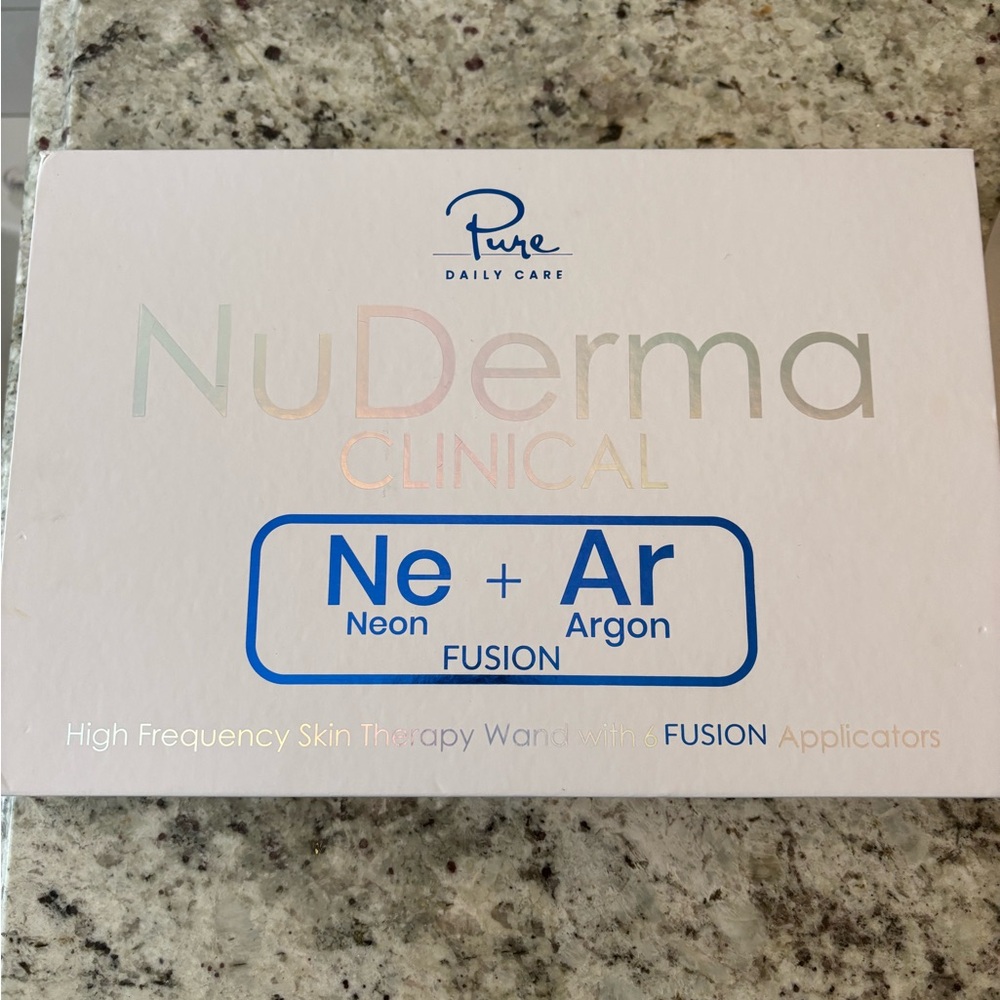 Pure
DAILY CARE
NuDerma
CLINICAL
Ne + Ar
Neon Argon
FUSION
High Frequency Skin Therapy Wand with 6 FUSION Applicators